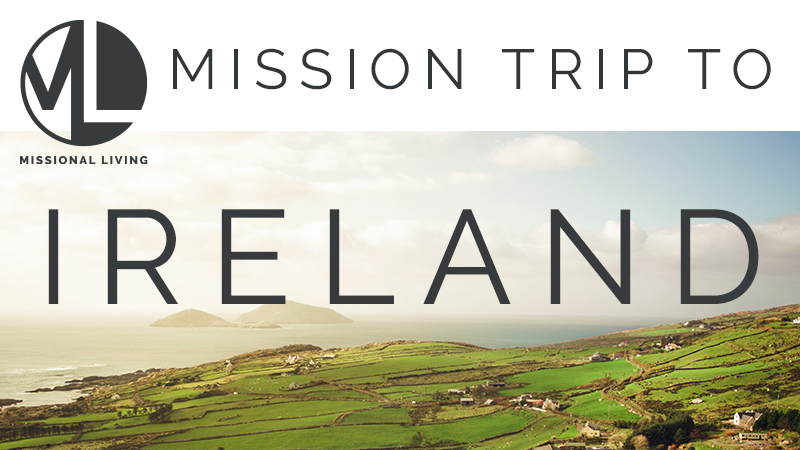 ML
MISSION TRIP TO
MISSIONAL LIVING
IRELAND